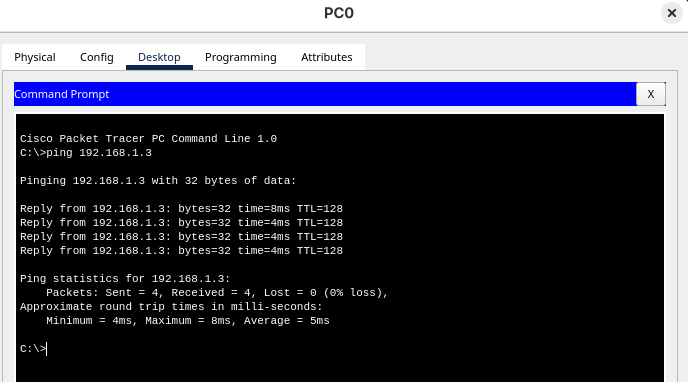 PC0
Physical Config Desktop Programming Attributes
Command Prompt X
Cisco Packet Tracer PC Command Line 1.0
C:\>ping 192.168.1.3
Pinging 192.168.1.3 with 32 bytes of data:
Reply from 192.168.1.3: bytes=32 time=8ms TTL=128
Reply from 192.168.1.3: bytes=32 time=4ms TTL=128
Reply from 192.168.1.3: bytes=32 time=4ms TTL=128
Reply from 192.168.1.3: bytes=32 time=4ms TTL=128
Ping statistics for 192.168.1.3:
    Packets: Sent = 4, Received = 4, Lost = 0 (0% loss),
Approximate round trip times in milli-seconds:
    Minimum = 4ms, Maximum = 8ms, Average = 5ms
C:\>